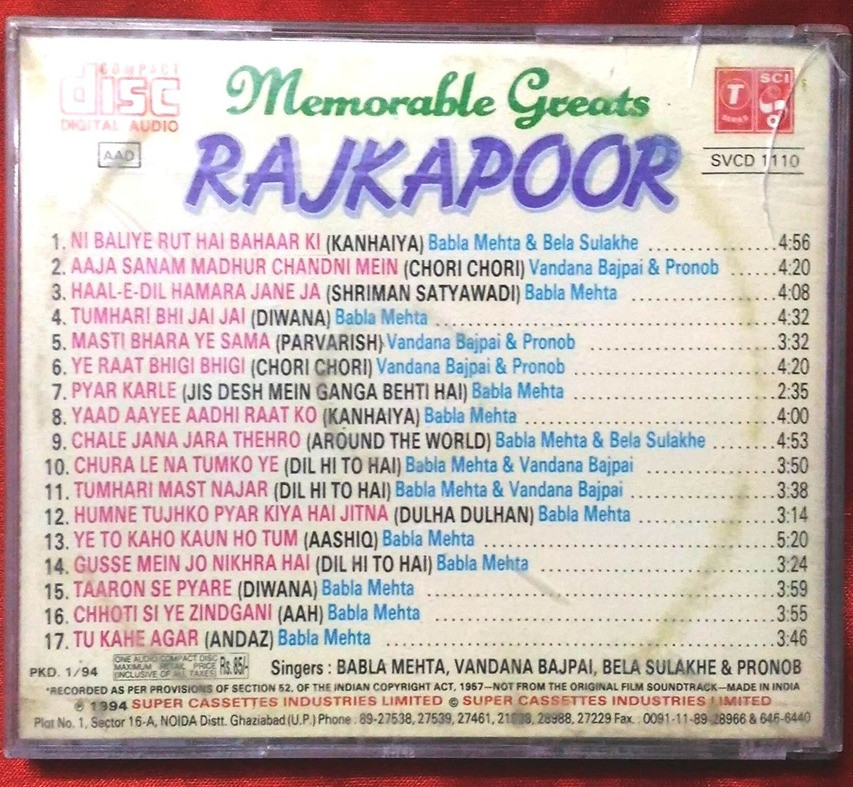 COMPACT
disc
DIGITAL AUDIO
AAD
Memorable Greats
RAJKAPOOR
T
SERIES
SCI
SVCD 1110
1. NI BALIYE RUT HAI BAHAAR KI (KANHAIYA) Babla Mehta & Bela Sulakhe ........................ 4:56
2. AAJA SANAM MADHUR CHANDNI MEIN (CHORI CHORI) Vandana Bajpai & Pronob ...... 4:20
3. HAAL-E-DIL HAMARA JANE JA (SHRIMAN SATYAWADI) Babla Mehta ........................ 4:08
4. TUMHARI BHI JAI JAI (DIWANA) Babla Mehta ........................ 4:32
5. MASTI BHARA YE SAMA (PARVARISH) Vandana Bajpai & Pronob ........................ 3:32
6. YE RAAT BHIGI BHIGI (CHORI CHORI) Vandana Bajpai & Pronob ........................ 4:20
7. PYAR KARLE (JIS DESH MEIN GANGA BEHTI HAI) Babla Mehta ........................ 2:35
8. YAAD AAYEE AADHI RAAT KO (KANHAIYA) Babla Mehta ........................ 4:00
9. CHALE JANA JARA THEHRO (AROUND THE WORLD) Babla Mehta & Bela Sulakhe ........ 4:53
10. CHURA LE NA TUMKO YE (DIL HI TO HAI) Babla Mehta & Vandana Bajpai ................ 3:50
11. TUMHARI MAST NAJAR (DIL HI TO HAI) Babla Mehta & Vandana Bajpai ................ 3:38
12. HUMNE TUJHKO PYAR KIYA HAI JITNA (DULHA DULHAN) Babla Mehta ................ 3:14
13. YE TO KAHO KAUN HO TUM (AASHIQ) Babla Mehta ........................ 5:20
14. GUSSE MEIN JO NIKHRA HAI (DIL HI TO HAI) Babla Mehta ........................ 3:24
15. TAARON SE PYARE (DIWANA) Babla Mehta ........................ 3:59
16. CHHOTI SI YE ZINDGANI (AAH) Babla Mehta ........................ 3:55
17. TU KAHE AGAR (ANDAZ) Babla Mehta ........................ 3:46
PKD. 1/94
ONE AUDIO COMPACT DISC
MAXIMUM RETAIL PRICE
(INCLUSIVE OF ALL TAXES)
Rs. 85/-
Singers : BABLA MEHTA, VANDANA BAJPAI, BELA SULAKHE & PRONOB
*RECORDED AS PER PROVISIONS OF SECTION 52, OF THE INDIAN COPYRIGHT ACT, 1957—NOT FROM THE ORIGINAL FILM SOUNDTRACK—MADE IN INDIA
℗ 1994 SUPER CASSETTES INDUSTRIES LIMITED © SUPER CASSETTES INDUSTRIES LIMITED
Plot No. 1, Sector 16-A, NOIDA Distt. Ghaziabad (U.P.) Phone : 89-27538, 27539, 27461, 28988, 27229 Fax. : 0091-11-89-28966 & 646-6440